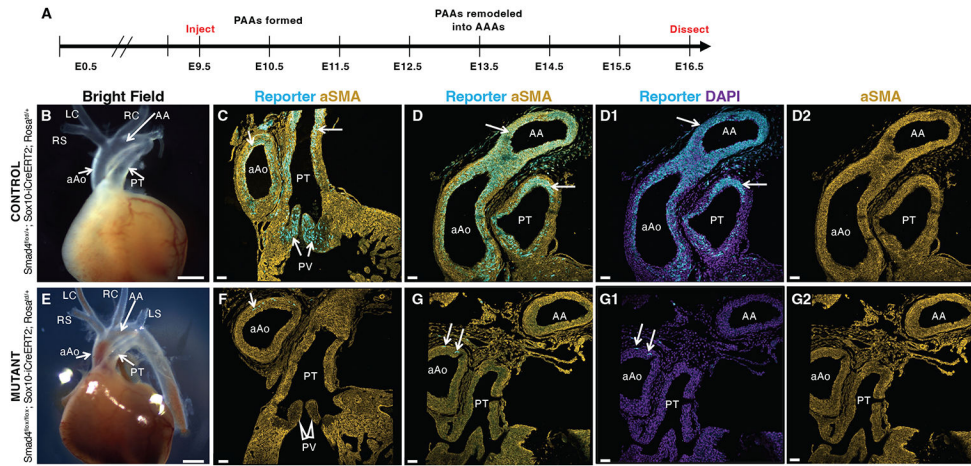 A
PAAs formed
PAAs remodeled
into AAAs
Inject
Dissect
E0.5
E9.5
E10.5
E11.5
E12.5
E13.5
E14.5
E15.5
E16.5
Bright Field
Reporter aSMA
Reporter aSMA
Reporter DAPI
aSMA
CONTROL
Smad4flox/+; Sox10-iCreERT2; Rosatd/+
B
LC
RC
AA
RS
aAo
PT
C
aAo
PT
PV
D
AA
aAo
PT
D1
AA
aAo
PT
D2
AA
aAo
PT
MUTANT
Smad4flox/flox; Sox10-iCreERT2; Rosatd/+
E
LC
RC
AA
RS
LS
aAo
PT
F
aAo
PT
PV
G
AA
aAo
PT
G1
AA
aAo
PT
G2
AA
aAo
PT